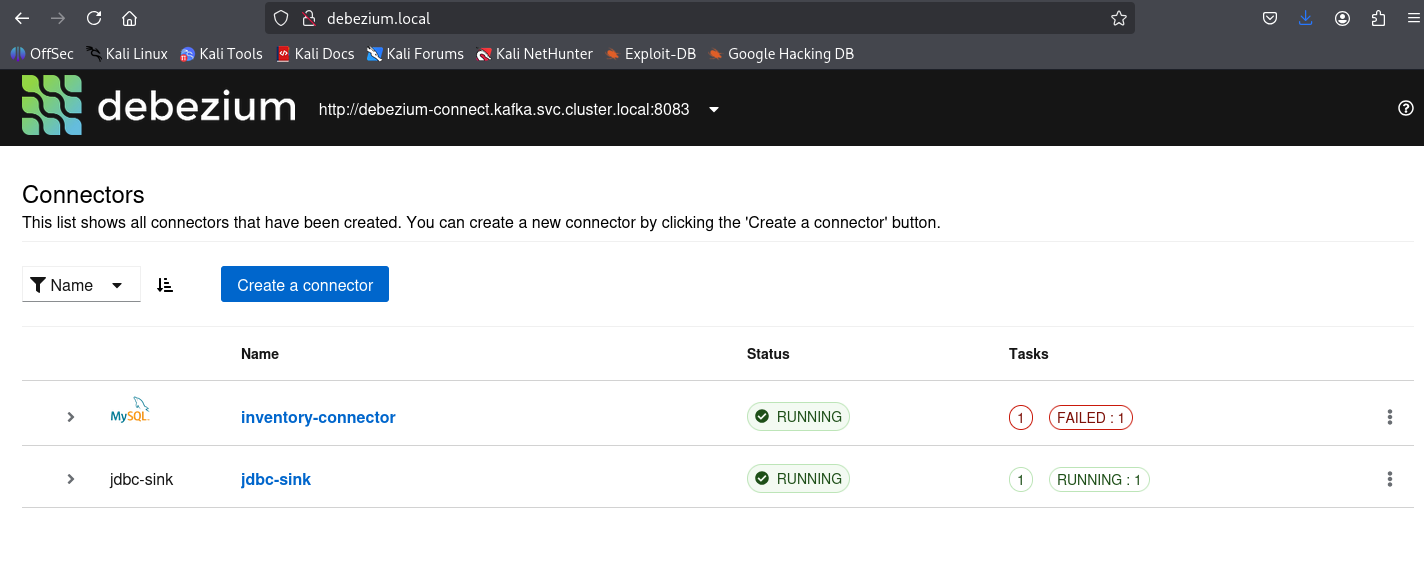 debezium.local
OffSec Kali Linux Kali Tools Kali Docs Kali Forums Kali NetHunter Exploit-DB Google Hacking DB
debezium http://debezium-connect.kafka.svc.cluster.local:8083
Connectors
This list shows all connectors that have been created. You can create a new connector by clicking the 'Create a connector' button.
Name Create a connector
Name Status Tasks
MySQL inventory-connector RUNNING 1 FAILED : 1
jdbc-sink jdbc-sink RUNNING 1 RUNNING : 1